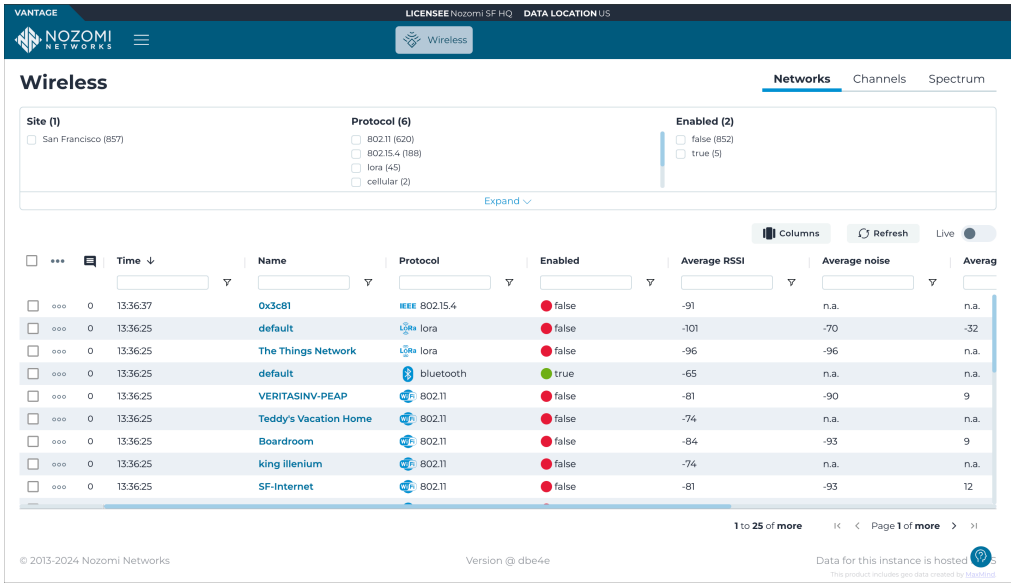 VANTAGE
LICENSEE Nozomi SF HQ DATA LOCATION US
NOZOMI
NETWORKS
Wireless
Wireless
Networks Channels Spectrum
Site (1) Protocol (6) Enabled (2)
San Francisco (857) 802.11 (620) false (852)
802.15.4 (188) true (5)
lora (45)
cellular (2)
Expand
Columns Refresh Live
Time Name Protocol Enabled Average RSSI Average noise Averag
0 13:36:37 0x3c81 IEEE 802.15.4 false -91 n.a. n.a.
0 13:36:25 default LoRa lora false -101 -70 -32
0 13:36:25 The Things Network LoRa lora false -96 -96 n.a.
0 13:36:25 default bluetooth true -65 n.a. n.a.
0 13:36:25 VERITASINV-PEAP WiFi 802.11 false -81 -90 9
0 13:36:25 Teddy's Vacation Home WiFi 802.11 false -74 n.a. n.a.
0 13:36:25 Boardroom WiFi 802.11 false -84 -93 9
0 13:36:25 king illenium WiFi 802.11 false -74 n.a. n.a.
0 13:36:25 SF-Internet WiFi 802.11 false -81 -93 12
1 to 25 of more Page 1 of more
© 2013-2024 Nozomi Networks Version @ dbe4e Data for this instance is hosted
This product includes geo data created by MaxMind.